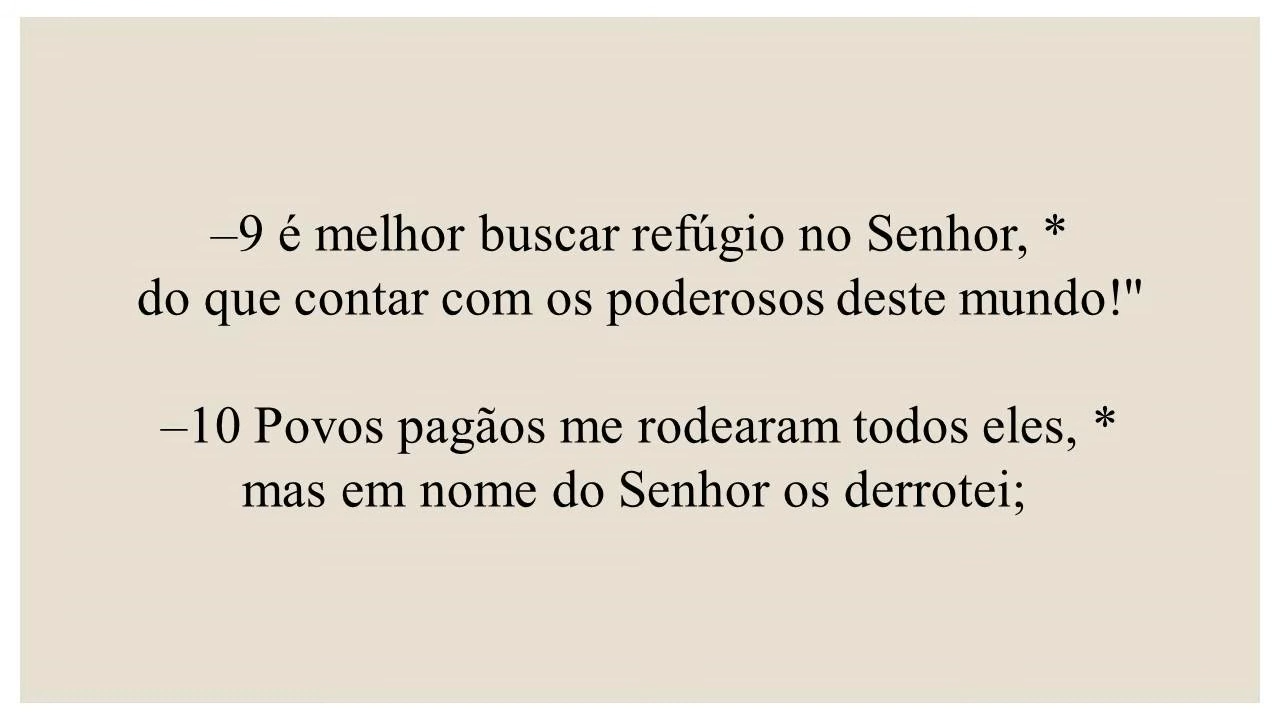 –9 é melhor buscar refúgio no Senhor, *
do que contar com os poderosos deste mundo!"
–10 Povos pagãos me rodearam todos eles, *
mas em nome do Senhor os derrotei;